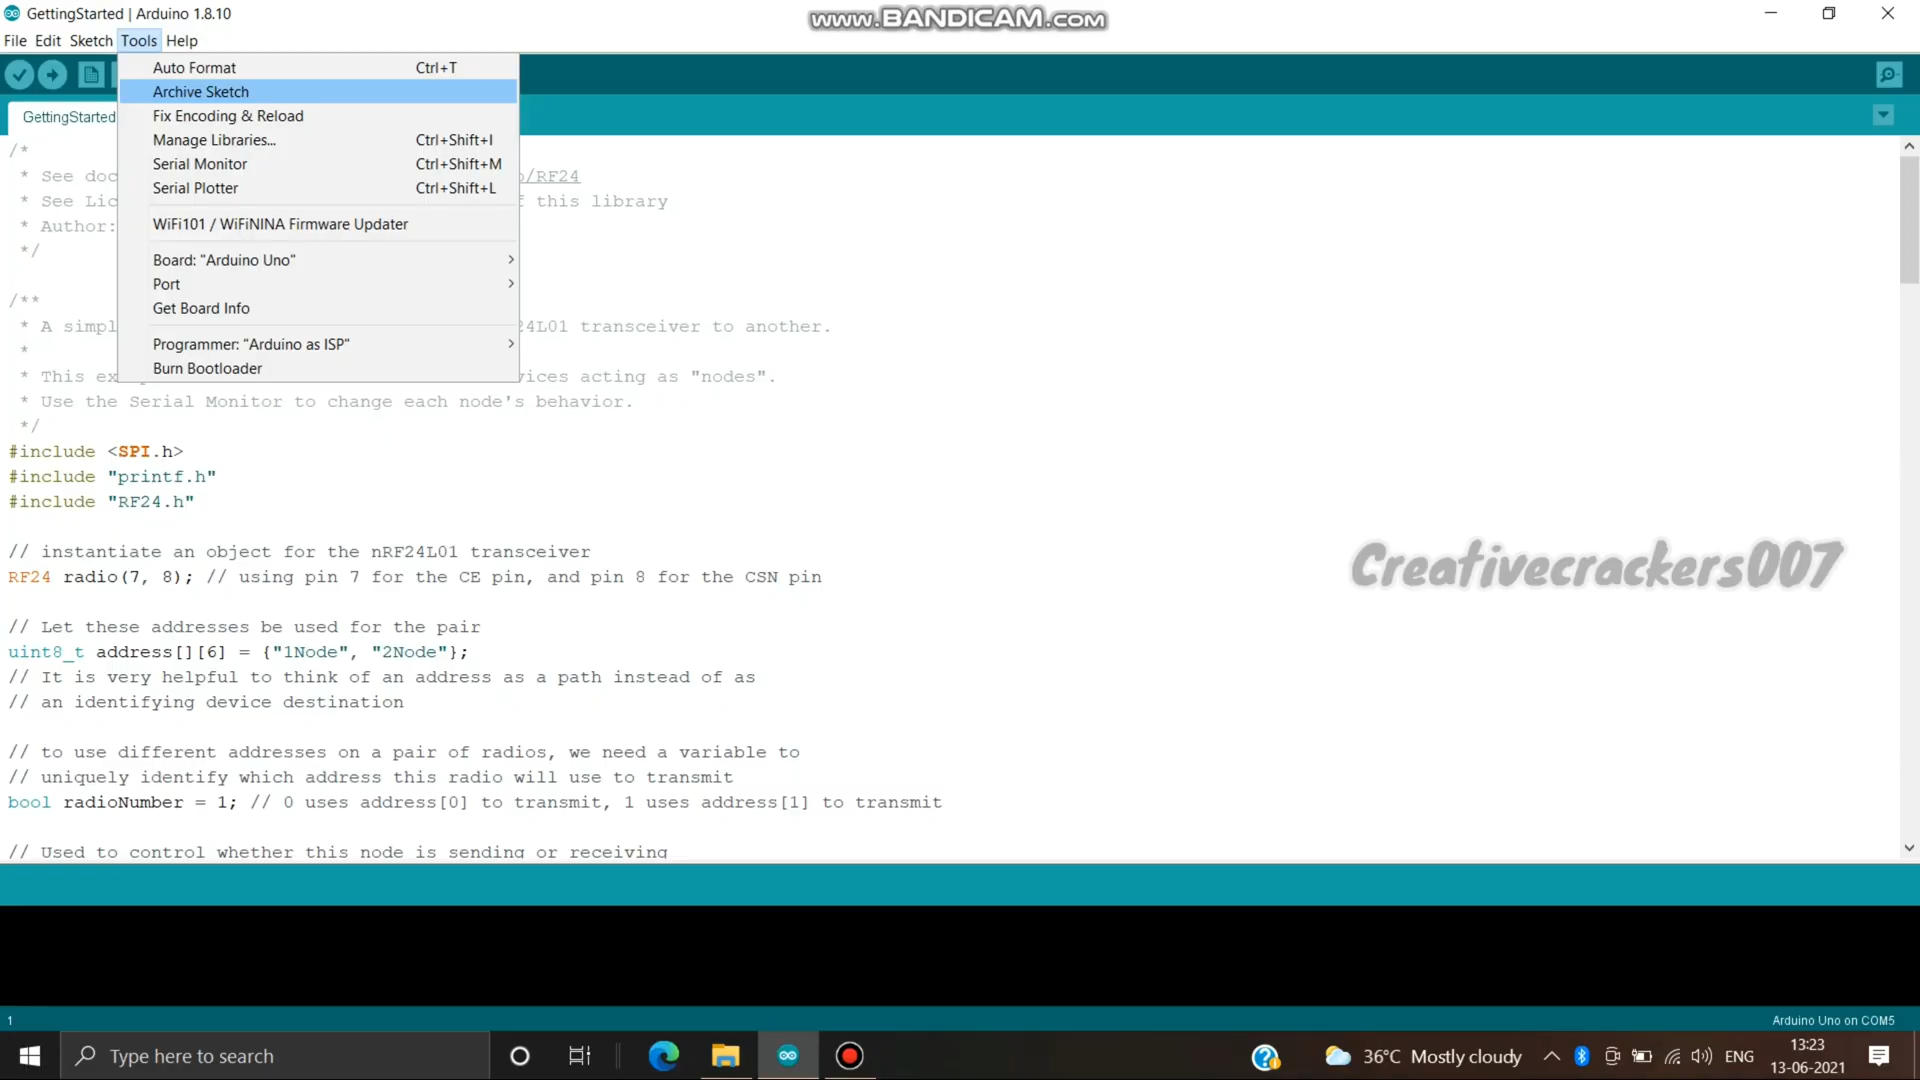 GettingStarted | Arduino 1.8.10
www.BANDICAM.com
File Edit Sketch Tools Help
Auto Format Ctrl+T
Archive Sketch
Fix Encoding & Reload
Manage Libraries... Ctrl+Shift+I
Serial Monitor Ctrl+Shift+M
Serial Plotter Ctrl+Shift+L
WiFi101 / WiFiNINA Firmware Updater
Board: "Arduino Uno"
Port
Get Board Info
Programmer: "Arduino as ISP"
Burn Bootloader
GettingStarted
/*
* See doc /RF24
* See Lic this library
* Author:
*/
/**
* A simpl 24L01 transceiver to another.
*
* This ex vices acting as "nodes".
* Use the Serial Monitor to change each node's behavior.
*/
#include <SPI.h>
#include "printf.h"
#include "RF24.h"
// instantiate an object for the nRF24L01 transceiver
RF24 radio(7, 8); // using pin 7 for the CE pin, and pin 8 for the CSN pin
Creativecrackers007
// Let these addresses be used for the pair
uint8_t address[][6] = {"1Node", "2Node"};
// It is very helpful to think of an address as a path instead of as
// an identifying device destination
// to use different addresses on a pair of radios, we need a variable to
// uniquely identify which address this radio will use to transmit
bool radioNumber = 1; // 0 uses address[0] to transmit, 1 uses address[1] to transmit
// Used to control whether this node is sending or receiving
1
Arduino Uno on COM5
Type here to search
36°C Mostly cloudy
ENG
13:23
13-06-2021